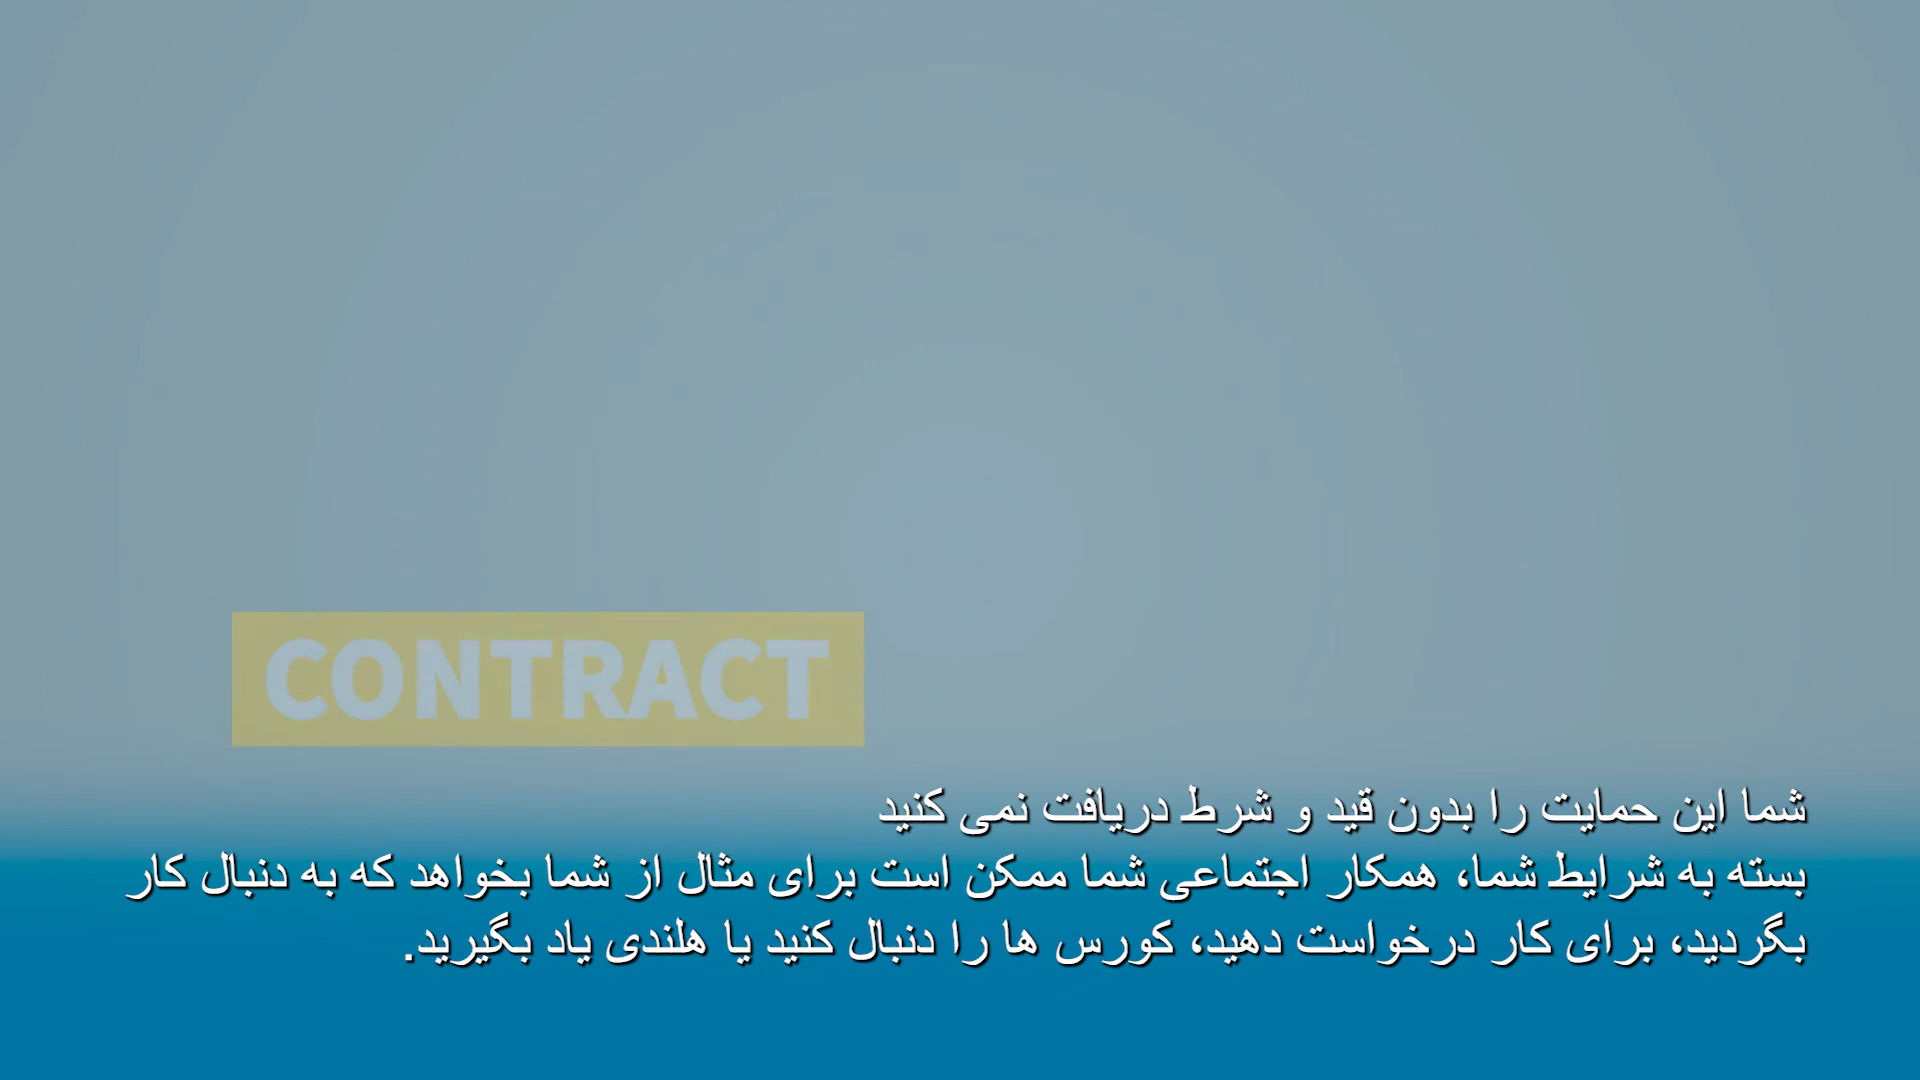 CONTRACT
شما این حمایت را بدون قید و شرط دریافت نمی کنید
بسته به شرایط شما، همکار اجتماعی شما ممکن است برای مثال از شما بخواهد که به دنبال کار
بگردید، برای کار درخواست دهید، کورس ها را دنبال کنید یا هلندی یاد بگیرید.